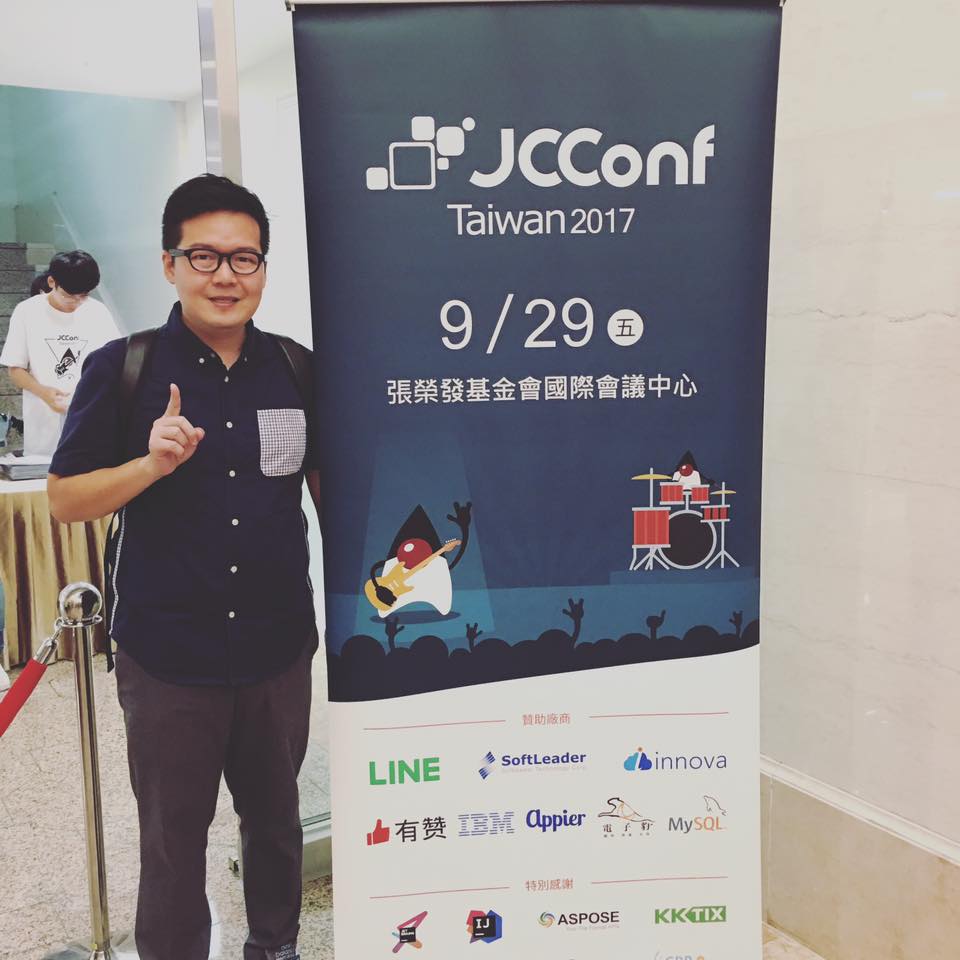 JCConf
Taiwan 2017
9/29 五
張榮發基金會國際會議中心
贊助廠商
LINE
SoftLeader
innova
有赞
IBM
Appier
電子豹
MySQL
特別感謝
IJ
ASPOSE
KKTIX
JCConf